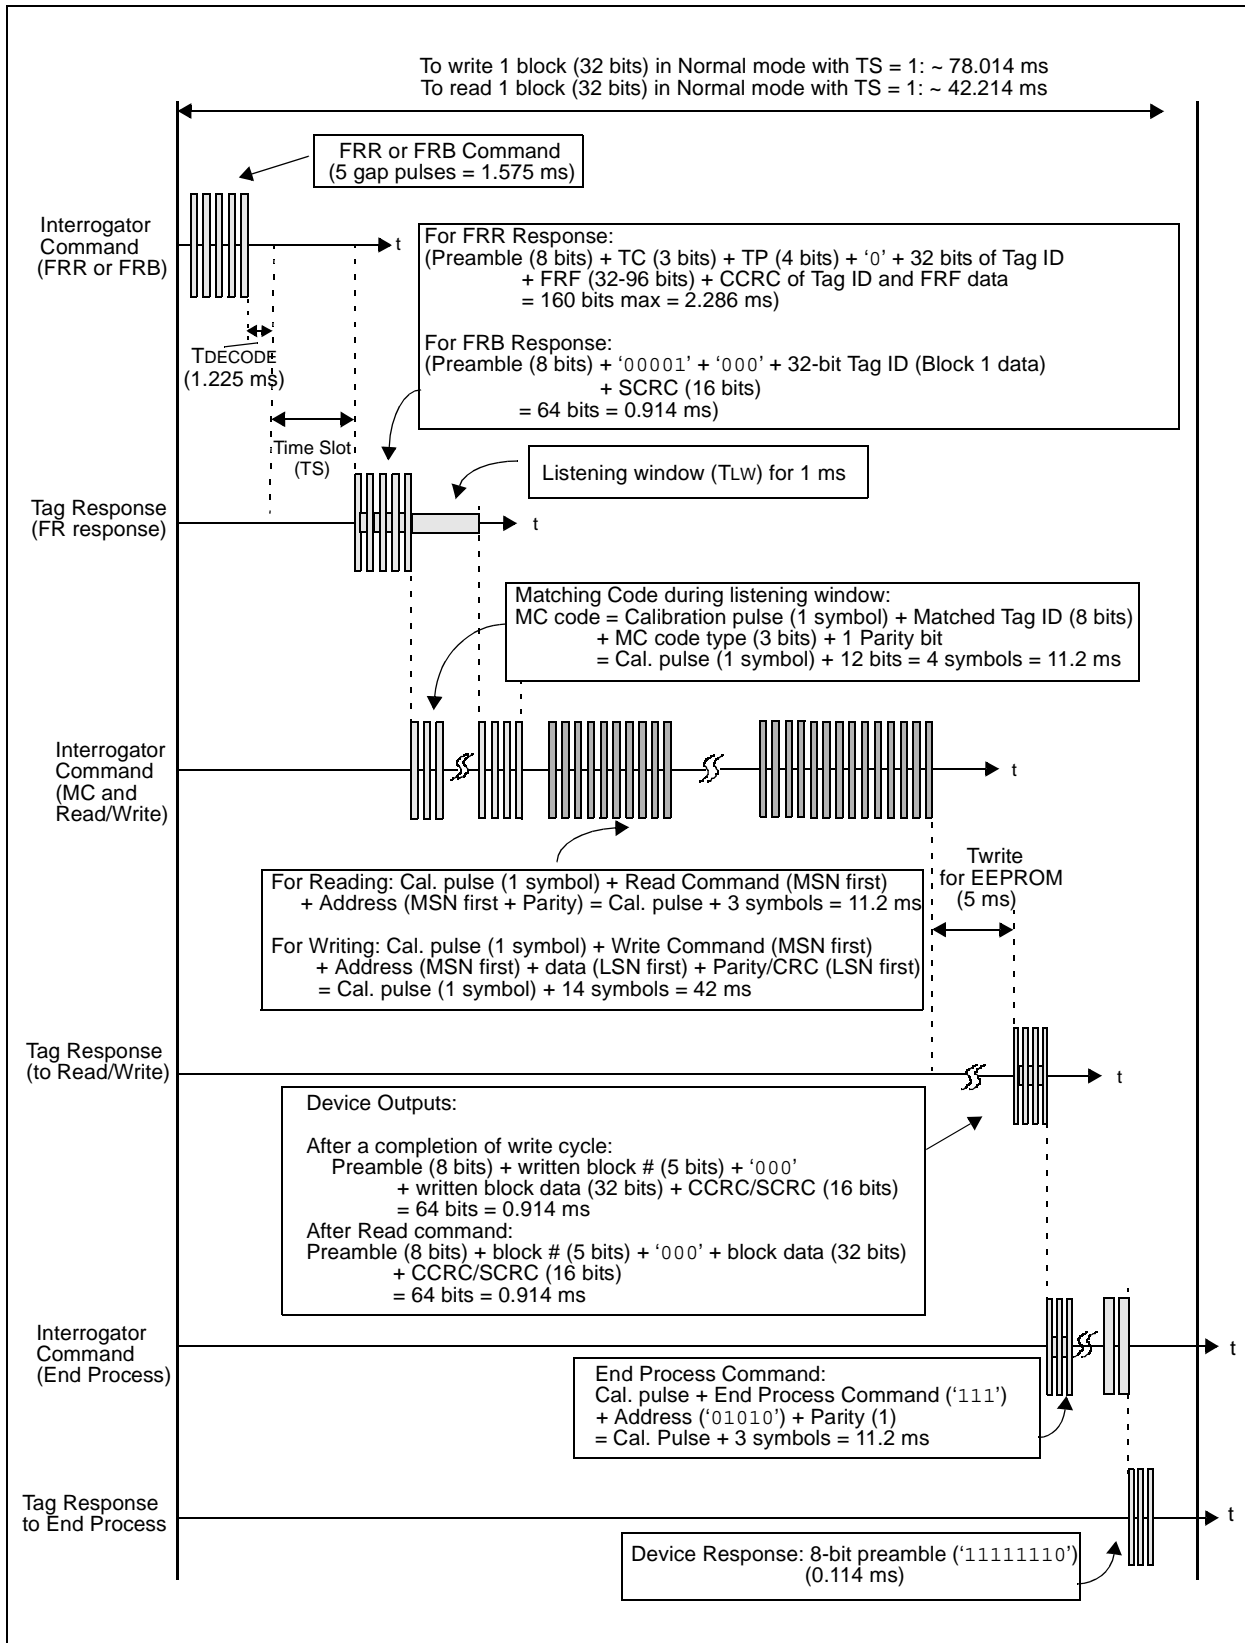 To write 1 block (32 bits) in Normal mode with TS = 1: ~ 78.014 ms
To read 1 block (32 bits) in Normal mode with TS = 1: ~ 42.214 ms
FRR or FRB Command
(5 gap pulses = 1.575 ms)
Interrogator
Command
(FRR or FRB)
t
For FRR Response:
(Preamble (8 bits) + TC (3 bits) + TP (4 bits) + ‘0’ + 32 bits of Tag ID
+ FRF (32-96 bits) + CCRC of Tag ID and FRF data
= 160 bits max = 2.286 ms)
For FRB Response:
(Preamble (8 bits) + ‘00001’ + ‘000’ + 32-bit Tag ID (Block 1 data)
+ SCRC (16 bits)
= 64 bits = 0.914 ms)
TDECODE
(1.225 ms)
Time Slot
(TS)
Listening window (TLW) for 1 ms
Tag Response
(FR response)
t
Matching Code during listening window:
MC code = Calibration pulse (1 symbol) + Matched Tag ID (8 bits)
+ MC code type (3 bits) + 1 Parity bit
= Cal. pulse (1 symbol) + 12 bits = 4 symbols = 11.2 ms
Interrogator
Command
(MC and
Read/Write)
t
Twrite
for EEPROM
(5 ms)
For Reading: Cal. pulse (1 symbol) + Read Command (MSN first)
+ Address (MSN first + Parity) = Cal. pulse + 3 symbols = 11.2 ms
For Writing: Cal. pulse (1 symbol) + Write Command (MSN first)
+ Address (MSN first) + data (LSN first) + Parity/CRC (LSN first)
= Cal. pulse (1 symbol) + 14 symbols = 42 ms
Tag Response
(to Read/Write)
t
Device Outputs:
After a completion of write cycle:
Preamble (8 bits) + written block # (5 bits) + ‘000’
+ written block data (32 bits) + CCRC/SCRC (16 bits)
= 64 bits = 0.914 ms
After Read command:
Preamble (8 bits) + block # (5 bits) + ‘000’ + block data (32 bits)
+ CCRC/SCRC (16 bits)
= 64 bits = 0.914 ms
Interrogator
Command
(End Process)
t
End Process Command:
Cal. pulse + End Process Command (‘111’)
+ Address (‘01010’) + Parity (1)
= Cal. Pulse + 3 symbols = 11.2 ms
Tag Response
to End Process
t
Device Response: 8-bit preamble (‘11111110’)
(0.114 ms)